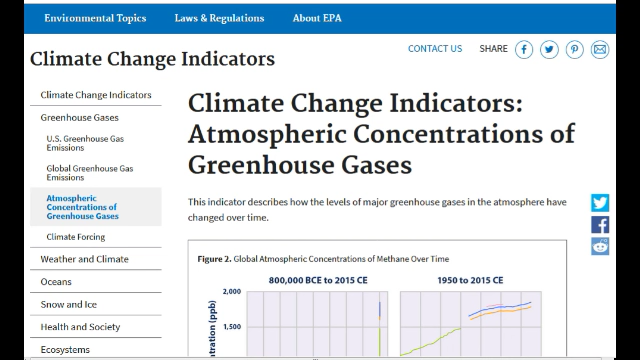 Environmental Topics Laws & Regulations About EPA
Climate Change Indicators
CONTACT US SHARE
Climate Change Indicators
Greenhouse Gases
U.S. Greenhouse Gas
Emissions
Global Greenhouse Gas
Emissions
Atmospheric
Concentrations of
Greenhouse Gases
Climate Forcing
Weather and Climate
Oceans
Snow and Ice
Health and Society
Ecosystems
Climate Change Indicators:
Atmospheric Concentrations of
Greenhouse Gases
This indicator describes how the levels of major greenhouse gases in the atmosphere have
changed over time.
Figure 2. Global Atmospheric Concentrations of Methane Over Time
800,000 BCE to 2015 CE 1950 to 2015 CE
2,000
1,500
ntration (ppb)